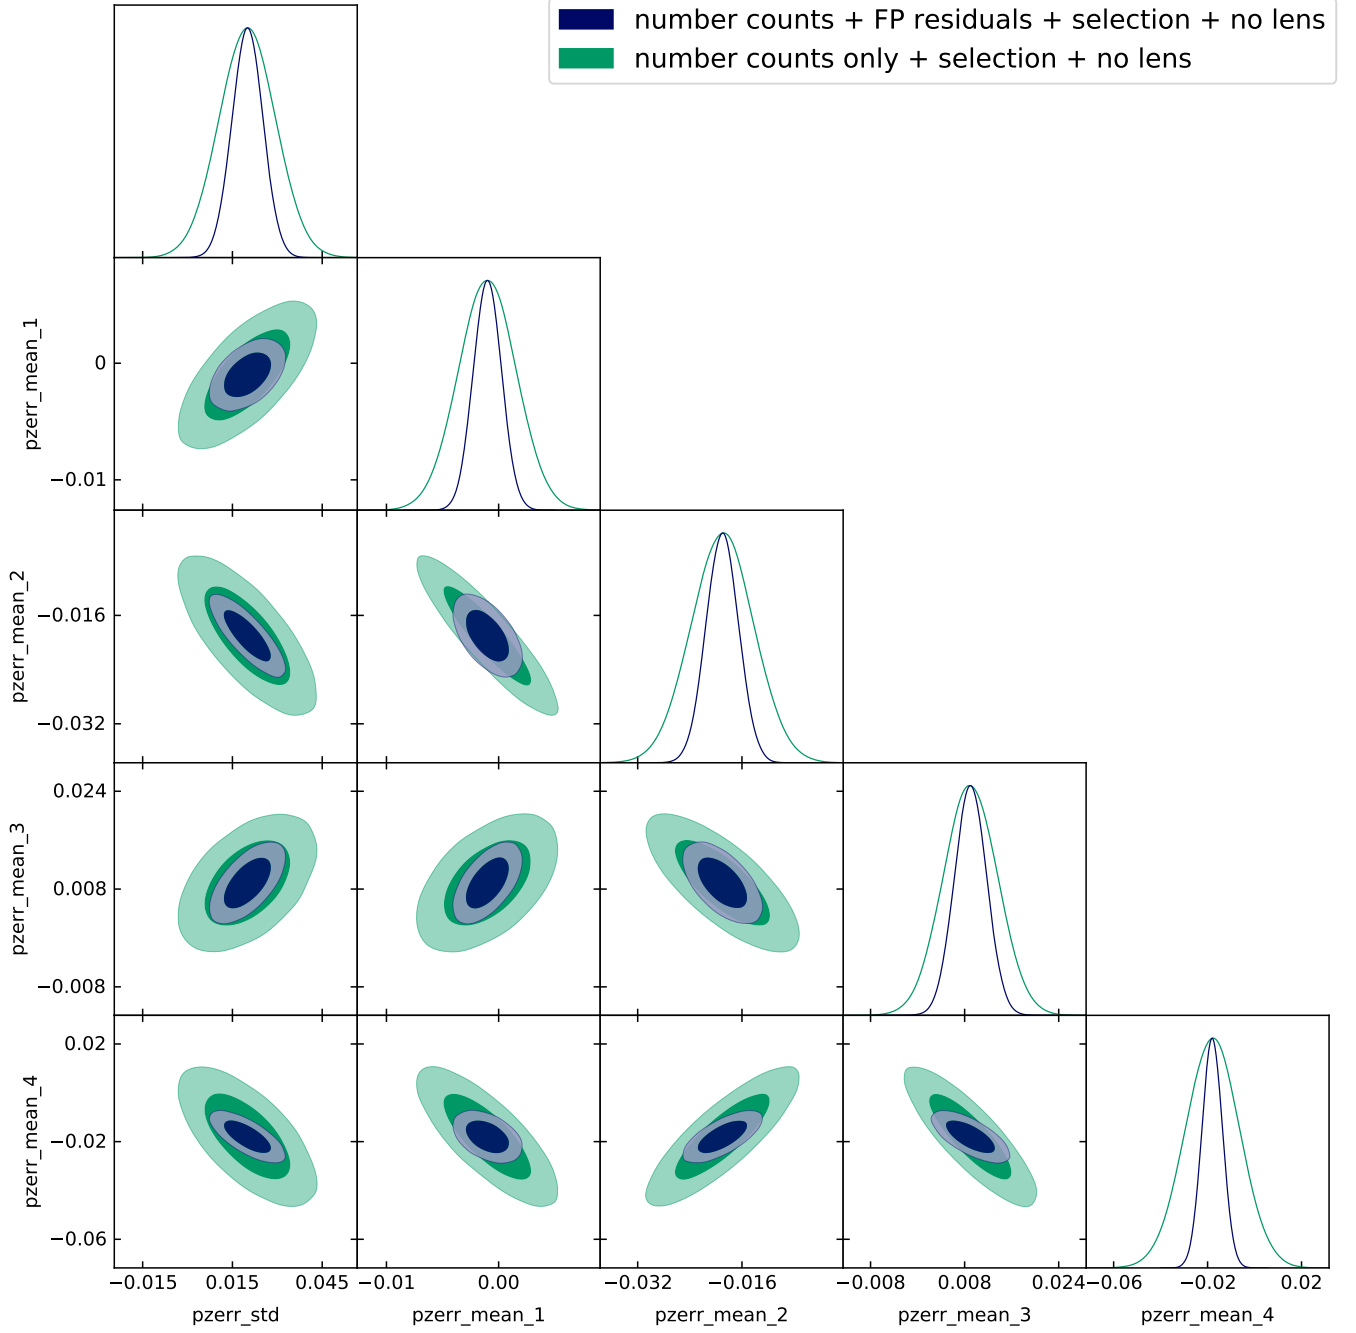 number counts + FP residuals + selection + no lens
number counts only + selection + no lens
pzerr_mean_1
0
−0.01
pzerr_mean_2
−0.016
−0.032
pzerr_mean_3
0.024
0.008
−0.008
pzerr_mean_4
0.02
−0.02
−0.06
−0.015 0.015 0.045 −0.01 0.00 −0.032 −0.016 −0.008 0.008 0.024 −0.06 −0.02 0.02
pzerr_std pzerr_mean_1 pzerr_mean_2 pzerr_mean_3 pzerr_mean_4